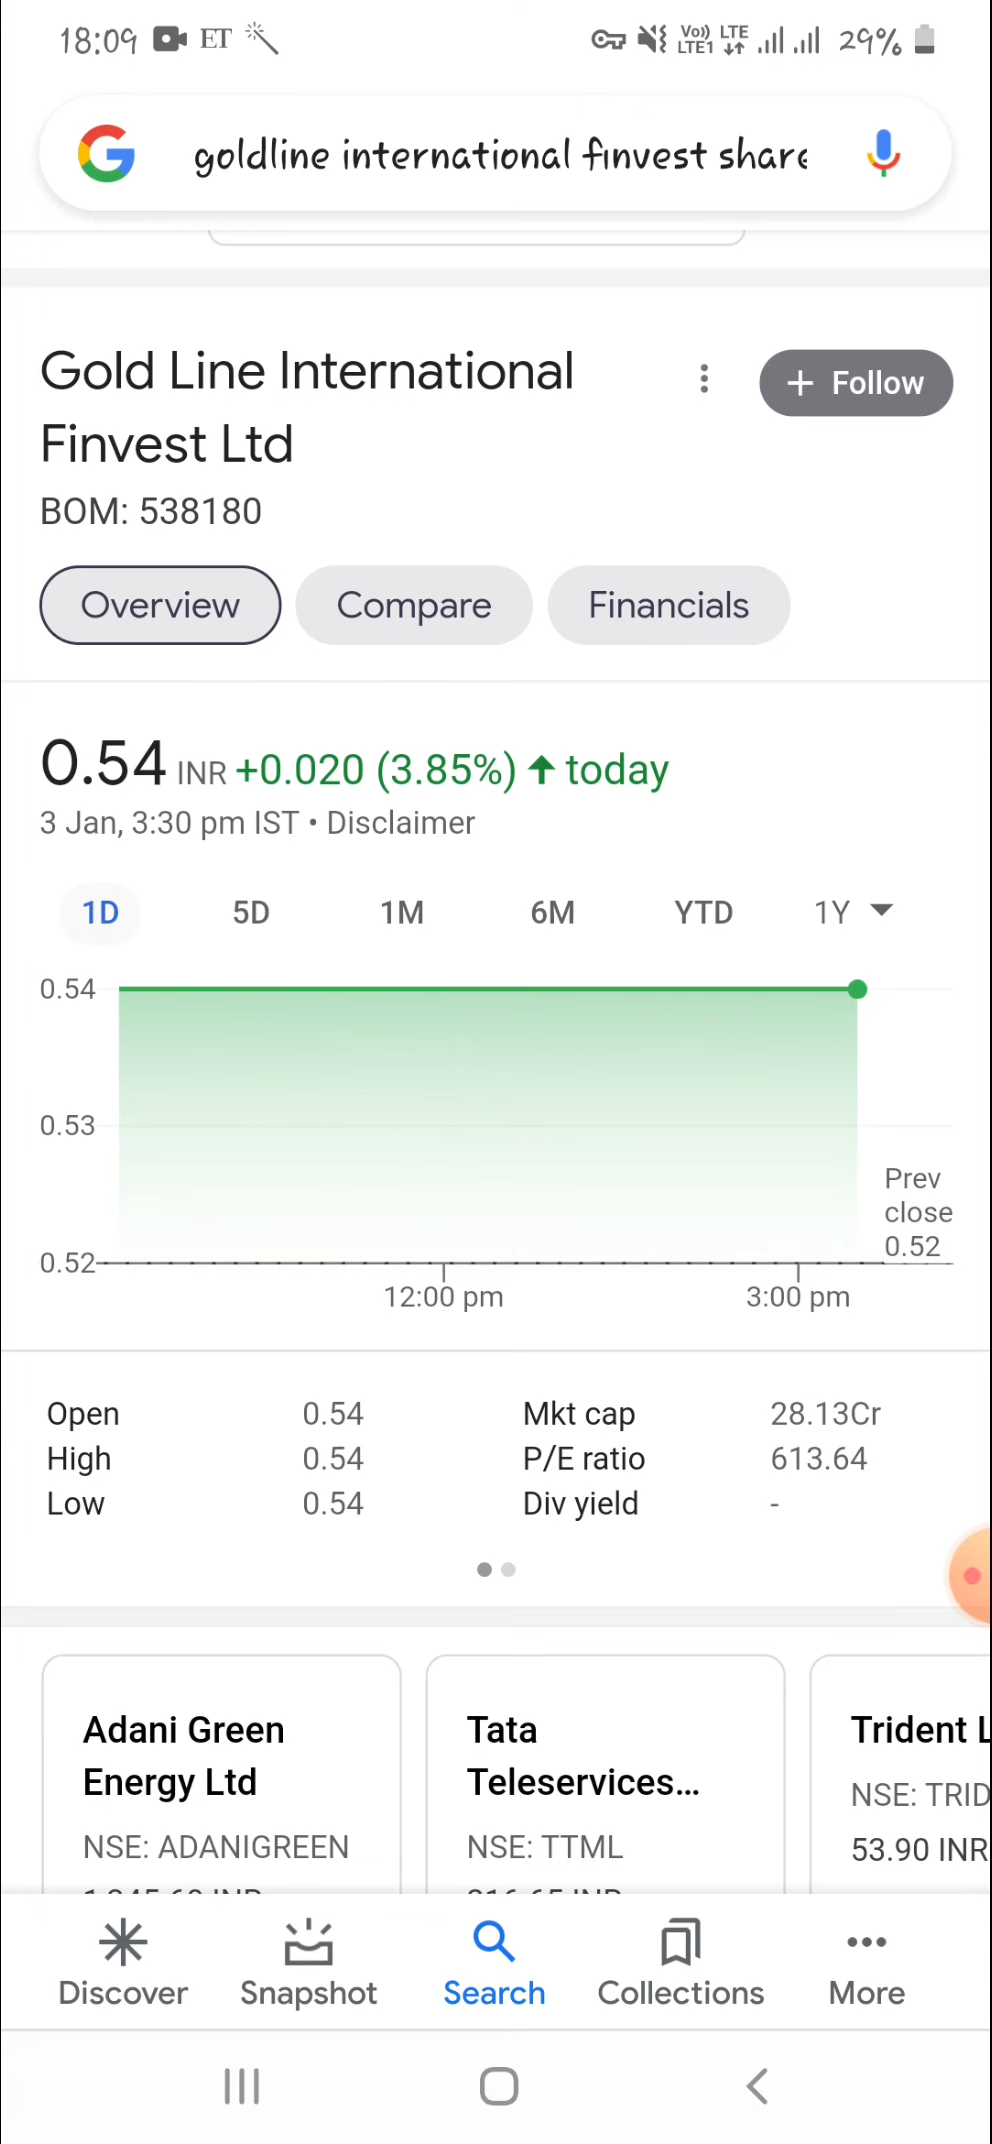 18:09 ET Vo)) LTE1 LTE 29%
goldline international finvest share
Gold Line International
Finvest Ltd
+ Follow
BOM: 538180
Overview Compare Financials
0.54 INR +0.020 (3.85%) ↑ today
3 Jan, 3:30 pm IST • Disclaimer
1D 5D 1M 6M YTD 1Y
0.54
0.53
Prev
close
0.52
0.52
12:00 pm 3:00 pm
Open 0.54 Mkt cap 28.13Cr
High 0.54 P/E ratio 613.64
Low 0.54 Div yield -
Adani Green
Energy Ltd
NSE: ADANIGREEN
Tata
Teleservices...
NSE: TTML
Trident L
NSE: TRID
53.90 INR
Discover Snapshot Search Collections More